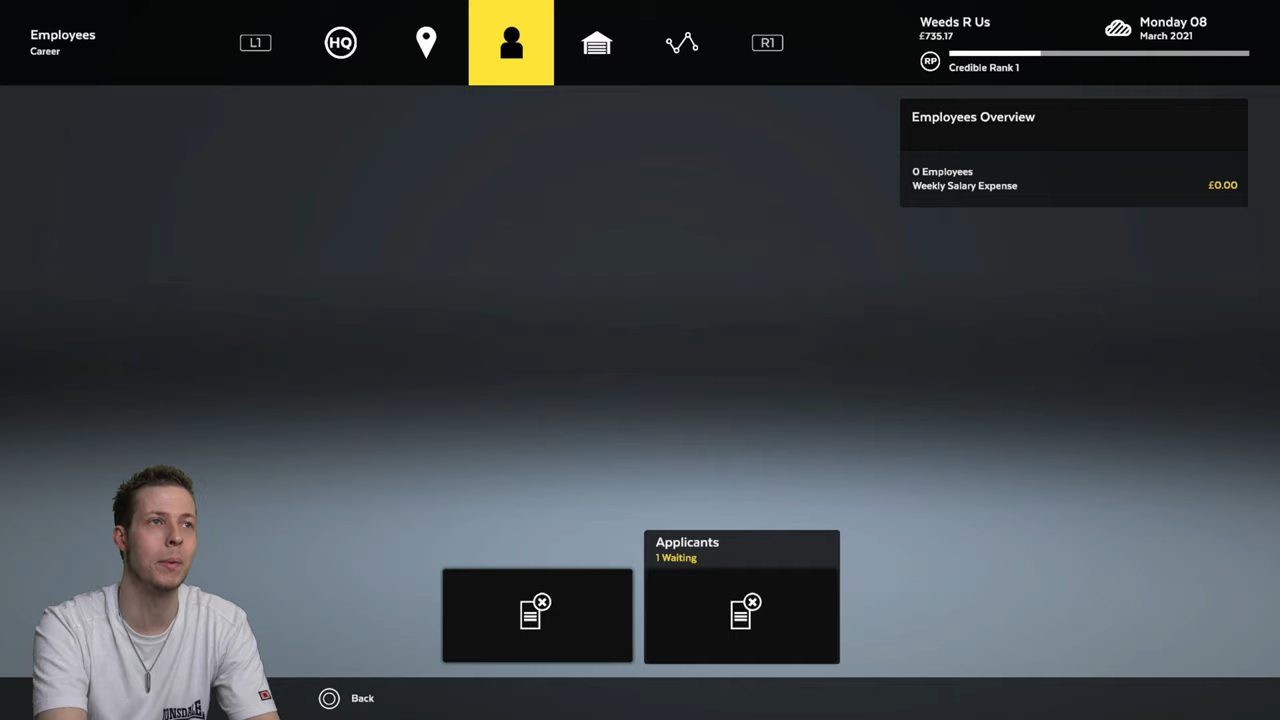 Employees
Career
L1
HQ
R1
Weeds R Us
£735.17
RP
Credible Rank 1
Monday 08
March 2021
Employees Overview
0 Employees
Weekly Salary Expense
£0.00
Applicants
1 Waiting
Back